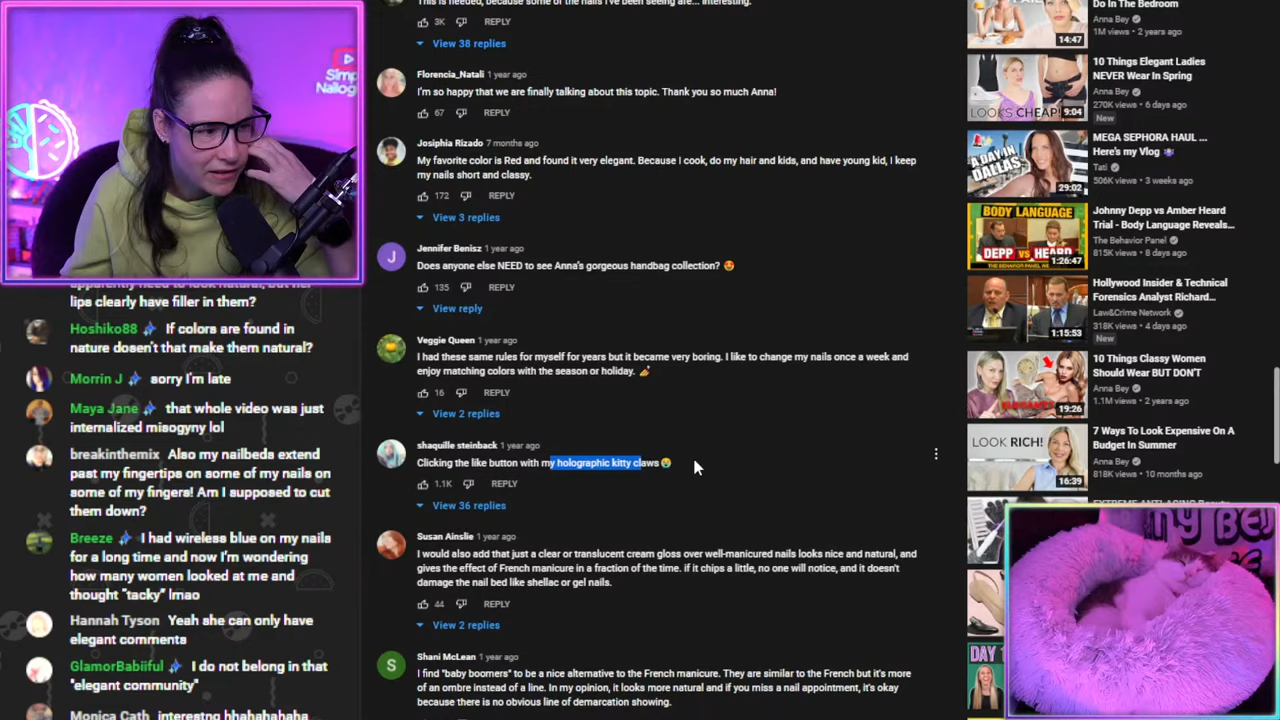 Simp
Nailog
apparently need to look natural, but her
lips clearly have filler in them?
Hoshiko88 If colors are found in
nature dosen't that make them natural?
Morrin J sorry I'm late
Maya Jane that whole video was just
internalized misogyny lol
breakinthemix Also my nailbeds extend
past my fingertips on some of my nails on
some of my fingers! Am I supposed to cut
them down?
Breeze I had wireless blue on my nails
for a long time and now I'm wondering
how many women looked at me and
thought "tacky" lmao
Hannah Tyson Yeah she can only have
elegant comments
GlamorBabiiful I do not belong in that
"elegant community"
Monica Cath interestng hhahahahaha
This is needed, because some of the nails I've been seeing are... interesting.
3K REPLY
View 38 replies
Florencia_Natali 1 year ago
I'm so happy that we are finally talking about this topic. Thank you so much Anna!
67 REPLY
Josiphia Rizado 7 months ago
My favorite color is Red and found it very elegant. Because I cook, do my hair and kids, and have young kid, I keep
my nails short and classy.
172 REPLY
View 3 replies
J
Jennifer Benisz 1 year ago
Does anyone else NEED to see Anna's gorgeous handbag collection? 😍
135 REPLY
View reply
Veggie Queen 1 year ago
I had these same rules for myself for years but it became very boring. I like to change my nails once a week and
enjoy matching colors with the season or holiday. 💅
16 REPLY
View 2 replies
shaquille steinback 1 year ago
Clicking the like button with my holographic kitty claws 😭
1.1K REPLY
View 36 replies
Susan Ainslie 1 year ago
I would also add that just a clear or translucent cream gloss over well-manicured nails looks nice and natural, and
gives the effect of French manicure in a fraction of the time. if it chips a little, no one will notice, and it doesn't
damage the nail bed like shellac or gel nails.
44 REPLY
View 2 replies
S
Shani McLean 1 year ago
I find "baby boomers" to be a nice alternative to the French manicure. They are similar to the French but it's more
of an ombre instead of a line. In my opinion, it looks more natural and if you miss a nail appointment, it's okay
because there is no obvious line of demarcation showing.
14:47
Do In The Bedroom
Anna Bey
1M views • 2 years ago
LOOKS CHEAP!
9:04
10 Things Elegant Ladies
NEVER Wear In Spring
Anna Bey
270K views • 6 days ago
New
A DAY IN
DALLAS
29:02
MEGA SEPHORA HAUL ...
Here's my Vlog
Tati
506K views • 3 weeks ago
BODY LANGUAGE
DEPP vs HEARD
1:26:47
Johnny Depp vs Amber Heard
Trial - Body Language Reveals...
The Behavior Panel
815K views • 8 days ago
1:15:53
Hollywood Insider & Technical
Forensics Analyst Richard...
Law&Crime Network
318K views • 4 days ago
New
19:26
10 Things Classy Women
Should Wear BUT DON'T
Anna Bey
1.1M views • 2 years ago
LOOK RICH!
16:39
7 Ways To Look Expensive On A
Budget In Summer
Anna Bey
818K views • 10 months ago
DAY 1
MY BED